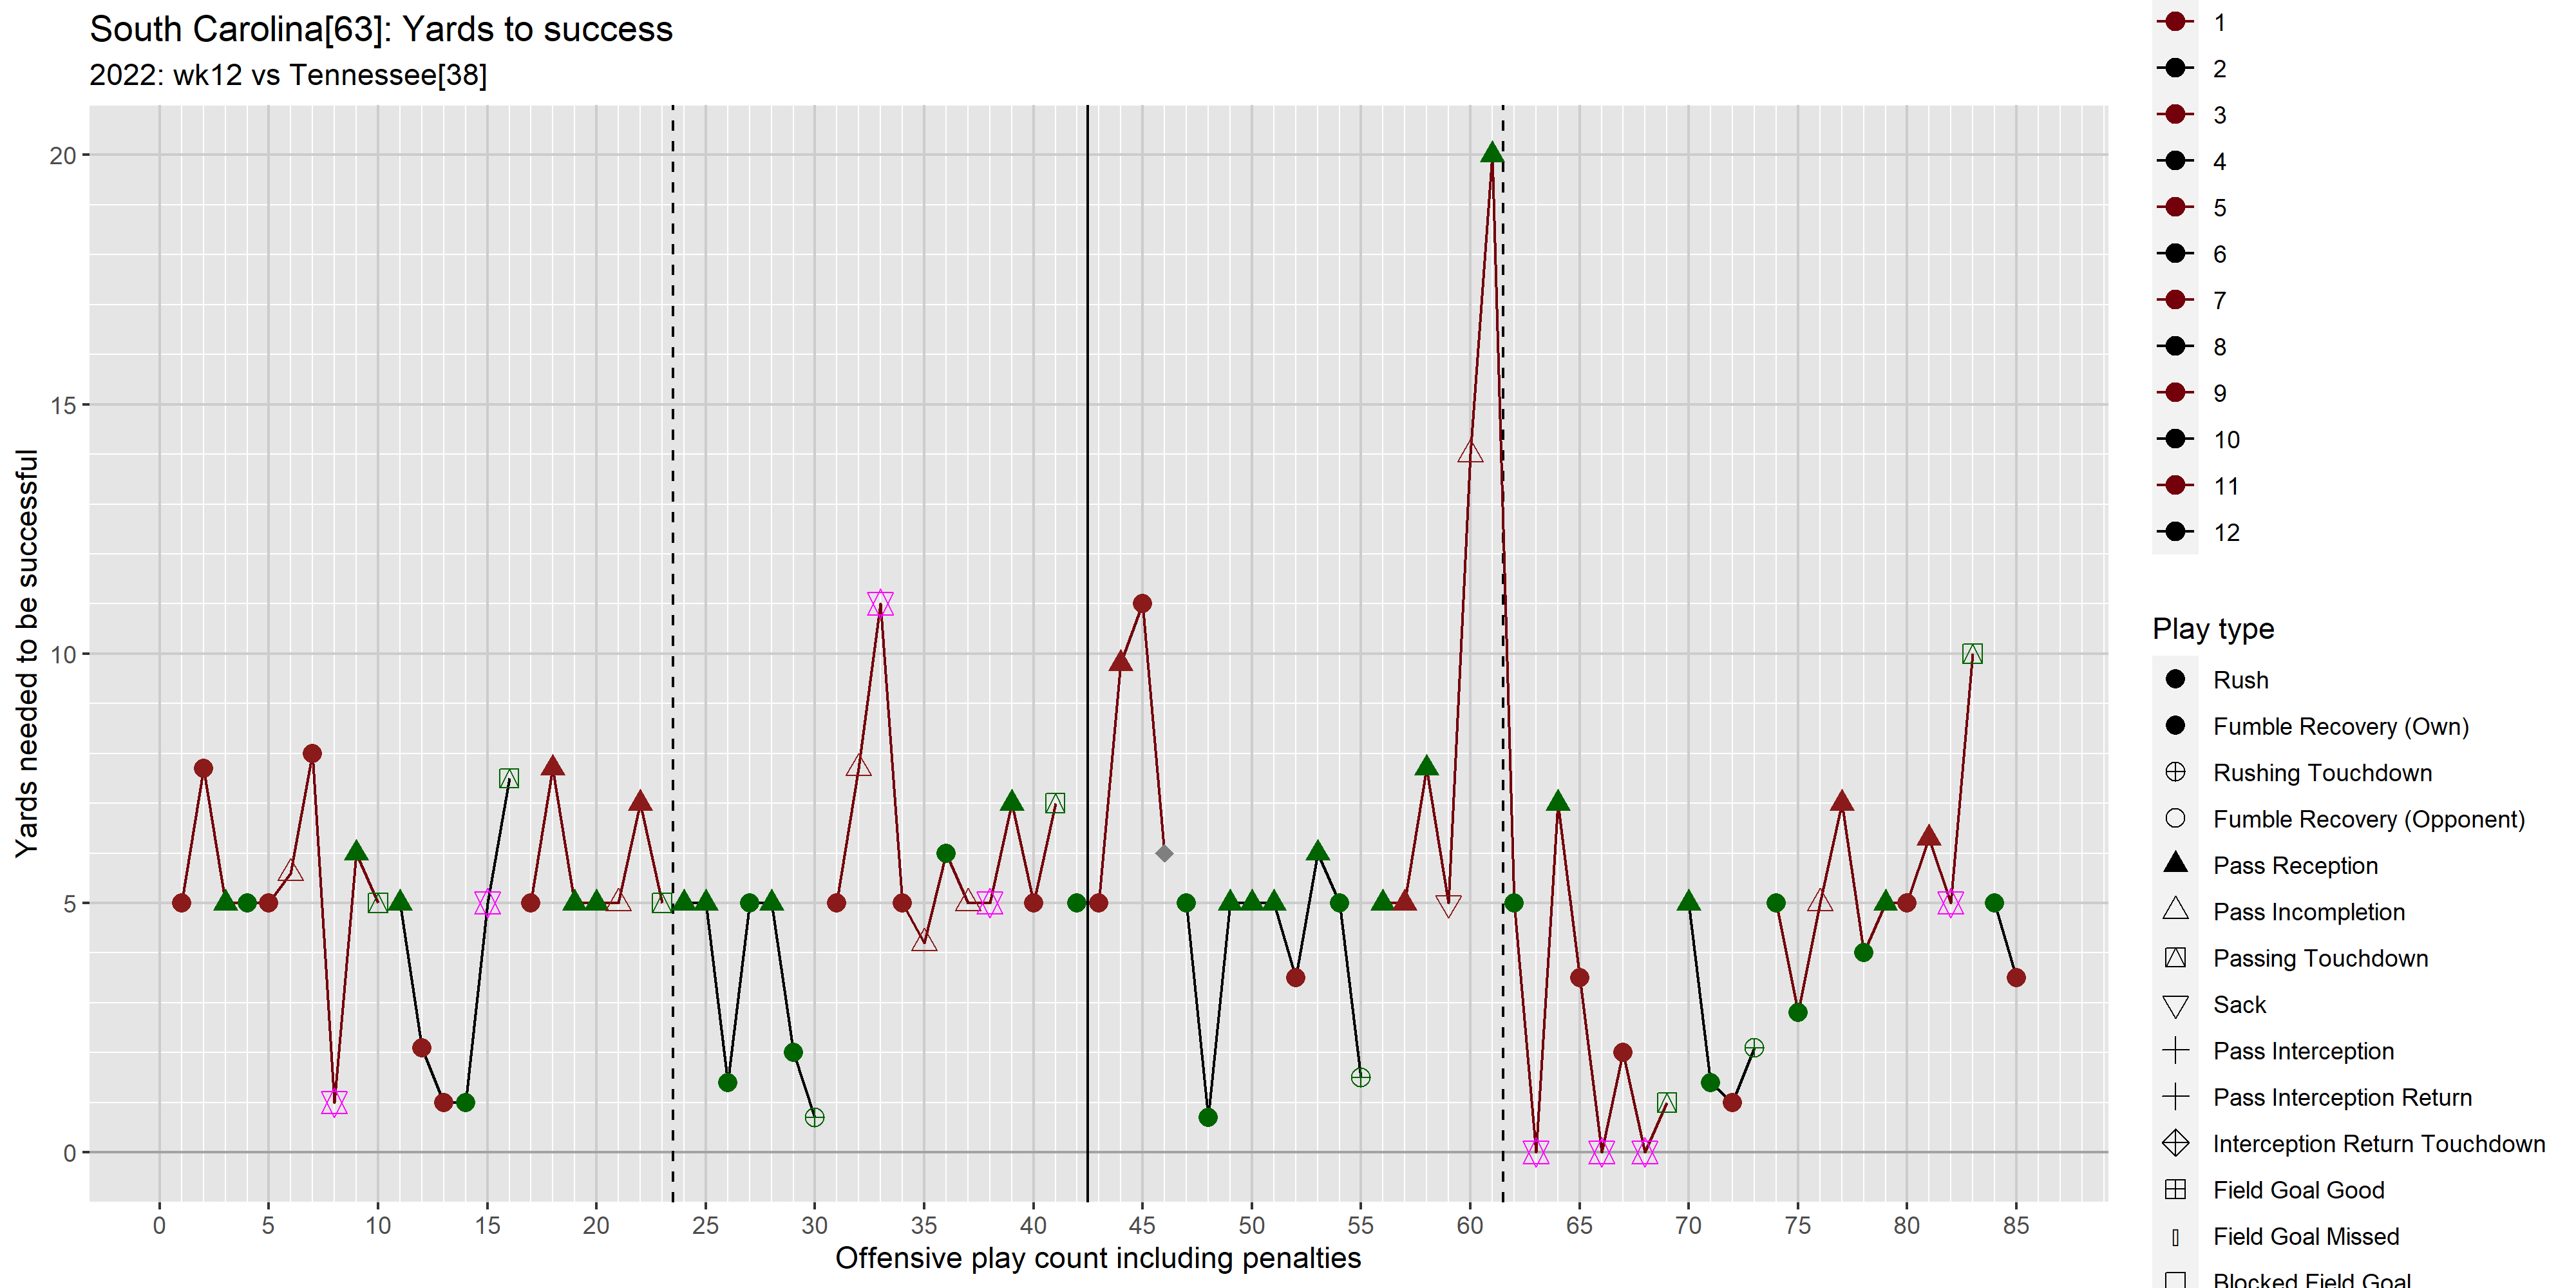 South Carolina[63]: Yards to success
2022: wk12 vs Tennessee[38]
Yards needed to be successful
20
15
10
5
0
0 5 10 15 20 25 30 35 40 45 50 55 60 65 70 75 80 85
Offensive play count including penalties
1
2
3
4
5
6
7
8
9
10
11
12
Play type
Rush
Fumble Recovery (Own)
Rushing Touchdown
Fumble Recovery (Opponent)
Pass Reception
Pass Incompletion
Passing Touchdown
Sack
Pass Interception
Pass Interception Return
Interception Return Touchdown
Field Goal Good
Field Goal Missed
Blocked Field Goal